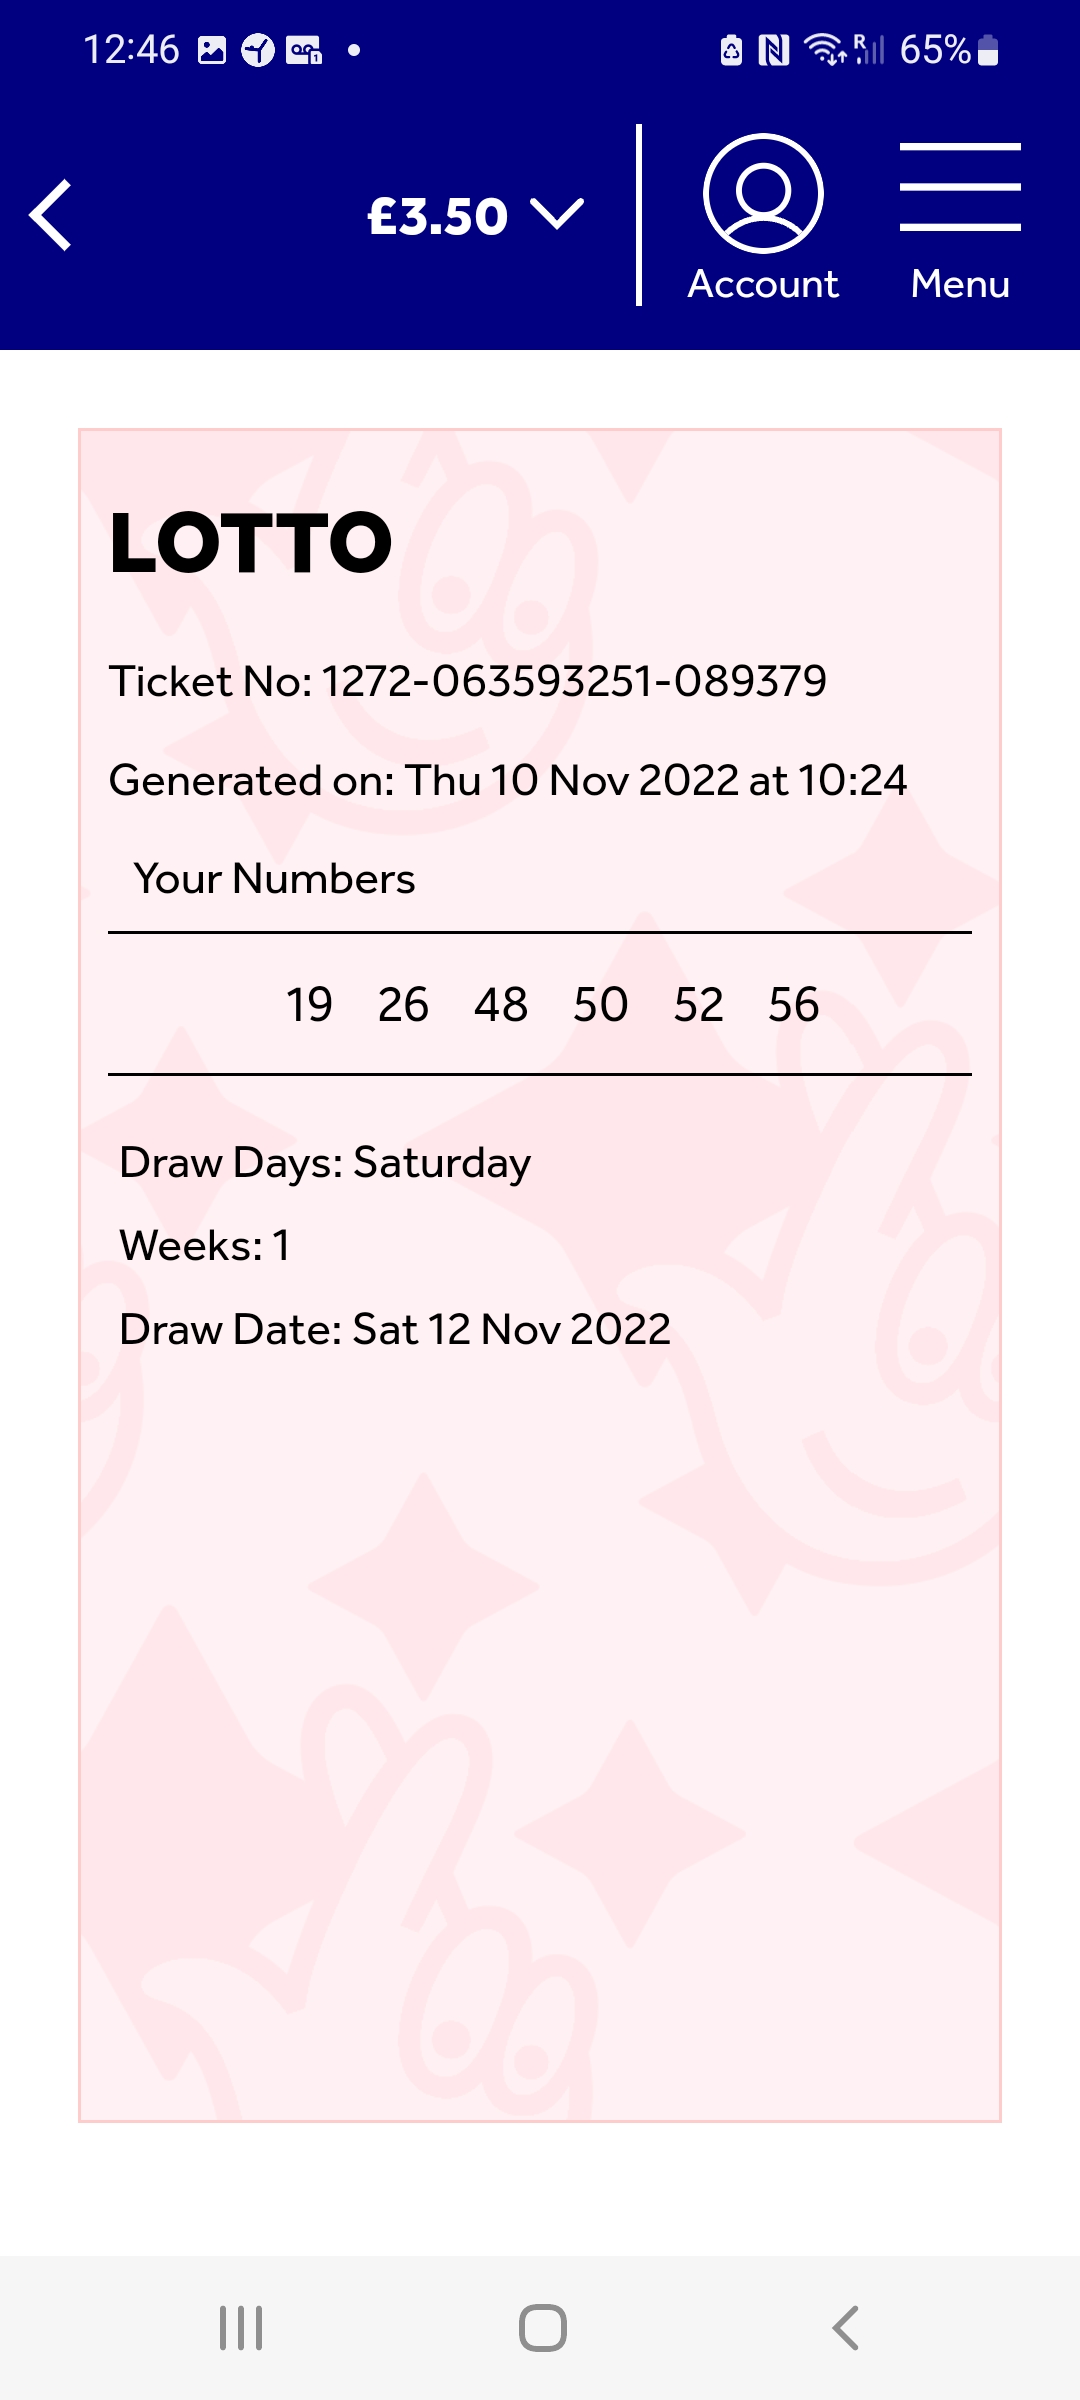 12:46
R
65%
£3.50
Account
Menu
LOTTO
Ticket No: 1272-063593251-089379
Generated on: Thu 10 Nov 2022 at 10:24
Your Numbers
19 26 48 50 52 56
Draw Days: Saturday
Weeks: 1
Draw Date: Sat 12 Nov 2022